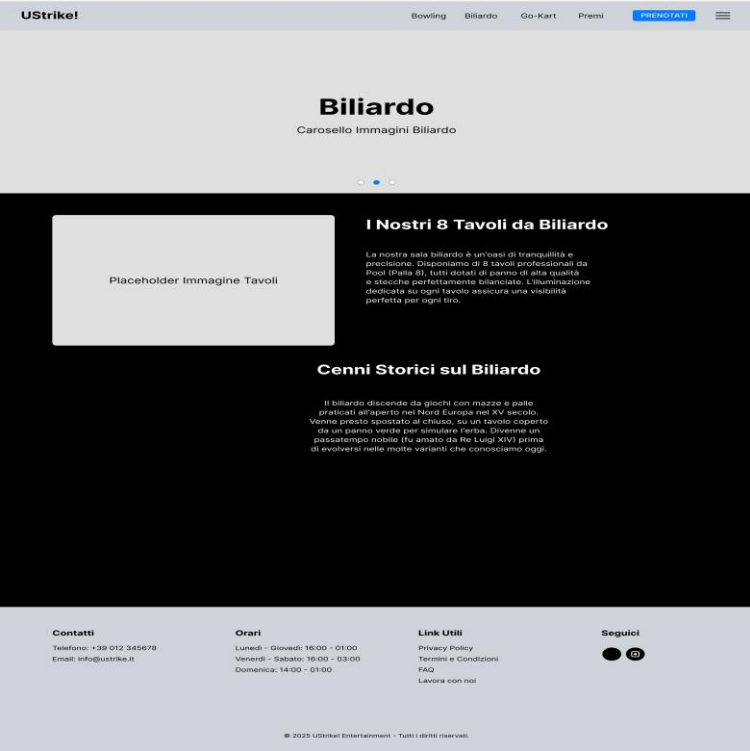 UStrike!
Bowling Biliardo Go-Kart Premi PRENOTATI
Biliardo
Carosello Immagini Biliardo
Placeholder Immagine Tavoli
I Nostri 8 Tavoli da Biliardo
La nostra sala biliardo è un'oasi di tranquillità e
precisione. Disponiamo di 8 tavoli professionali da
Pool (Palla 8), tutti dotati di panno di alta qualità
e stecche perfettamente bilanciate. L'illuminazione
dedicata su ogni tavolo assicura una visibilità
perfetta per ogni tiro.
Cenni Storici sul Biliardo
Il biliardo discende da giochi con mazze e palle
praticati all'aperto nel Nord Europa nel XV secolo.
Venne presto spostato al chiuso, su un tavolo coperto
da un panno verde per simulare l'erba. Divenne un
passatempo nobile (fu amato da Re Luigi XIV) prima
di evolversi nelle molte varianti che conosciamo oggi.
Contatti
Telefono: +39 012 345678
Email: info@ustrike.it
Orari
Lunedì - Giovedì: 16:00 - 01:00
Venerdì - Sabato: 16:00 - 03:00
Domenica: 14:00 - 01:00
Link Utili
Privacy Policy
Termini e Condizioni
FAQ
Lavora con noi
Seguici
© 2025 UStrike! Entertainment - Tutti i diritti riservati.